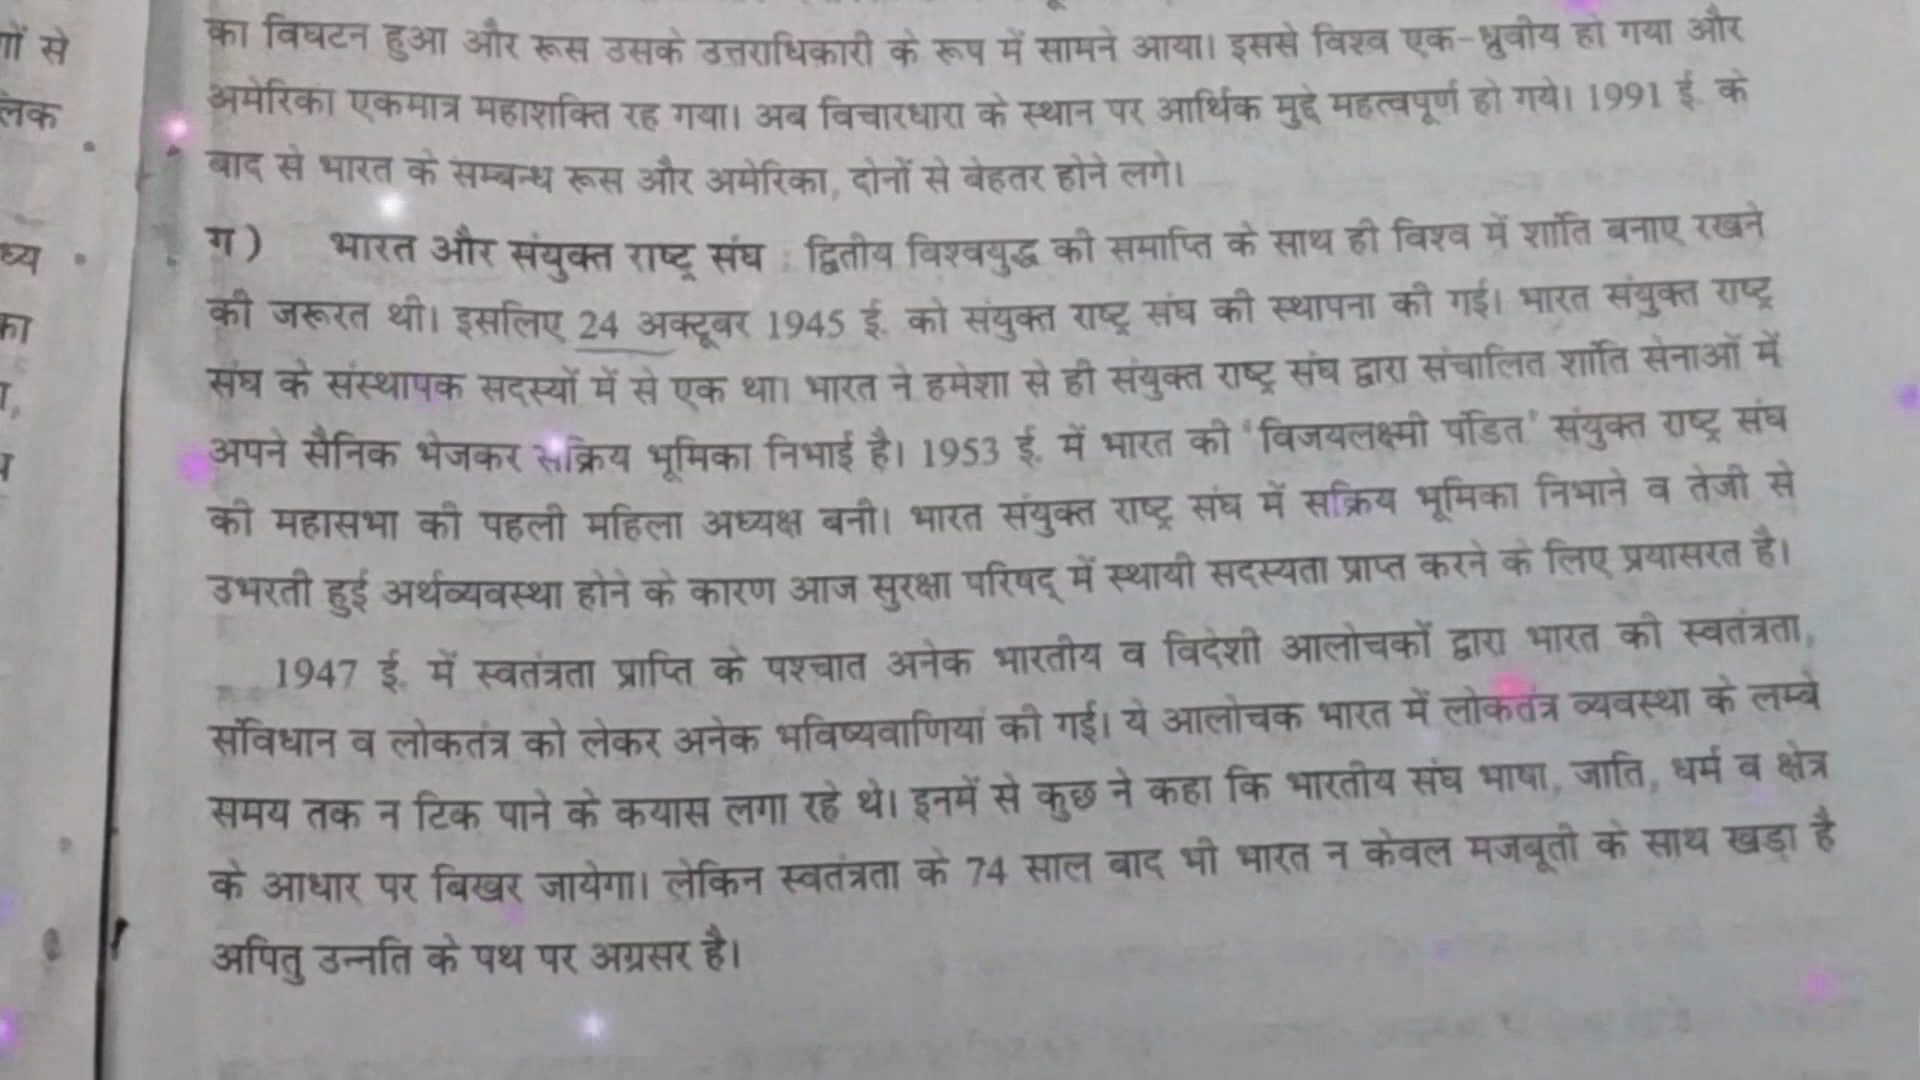 का विघटन हुआ और रूस उसके उत्तराधिकारी के रूप में सामने आया। इससे विश्व एक-ध्रुवीय हो गया और
अमेरिका एकमात्र महाशक्ति रह गया। अब विचारधारा के स्थान पर आर्थिक मुद्दे महत्वपूर्ण हो गये। 1991 ई. के
बाद से भारत के सम्बन्ध रूस और अमेरिका, दोनों से बेहतर होने लगे।
ग) भारत और संयुक्त राष्ट्र संघ : द्वितीय विश्वयुद्ध की समाप्ति के साथ ही विश्व में शांति बनाए रखने
की जरूरत थी। इसलिए 24 अक्टूबर 1945 ई. को संयुक्त राष्ट्र संघ की स्थापना की गई। भारत संयुक्त राष्ट्र
संघ के संस्थापक सदस्यों में से एक था। भारत ने हमेशा से ही संयुक्त राष्ट्र संघ द्वारा संचालित शांति सेनाओं में
अपने सैनिक भेजकर सक्रिय भूमिका निभाई है। 1953 ई. में भारत की 'विजयलक्ष्मी पंडित' संयुक्त राष्ट्र संघ
की महासभा की पहली महिला अध्यक्ष बनी। भारत संयुक्त राष्ट्र संघ में सक्रिय भूमिका निभाने व तेजी से
उभरती हुई अर्थव्यवस्था होने के कारण आज सुरक्षा परिषद् में स्थायी सदस्यता प्राप्त करने के लिए प्रयासरत है।
1947 ई. में स्वतंत्रता प्राप्ति के पश्चात अनेक भारतीय व विदेशी आलोचकों द्वारा भारत की स्वतंत्रता,
संविधान व लोकतंत्र को लेकर अनेक भविष्यवाणियां की गई। ये आलोचक भारत में लोकतंत्र व्यवस्था के लम्बे
समय तक न टिक पाने के कयास लगा रहे थे। इनमें से कुछ ने कहा कि भारतीय संघ भाषा, जाति, धर्म व क्षेत्र
के आधार पर बिखर जायेगा। लेकिन स्वतंत्रता के 74 साल बाद भी भारत न केवल मजबूती के साथ खड़ा है
अपितु उन्नति के पथ पर अग्रसर है।